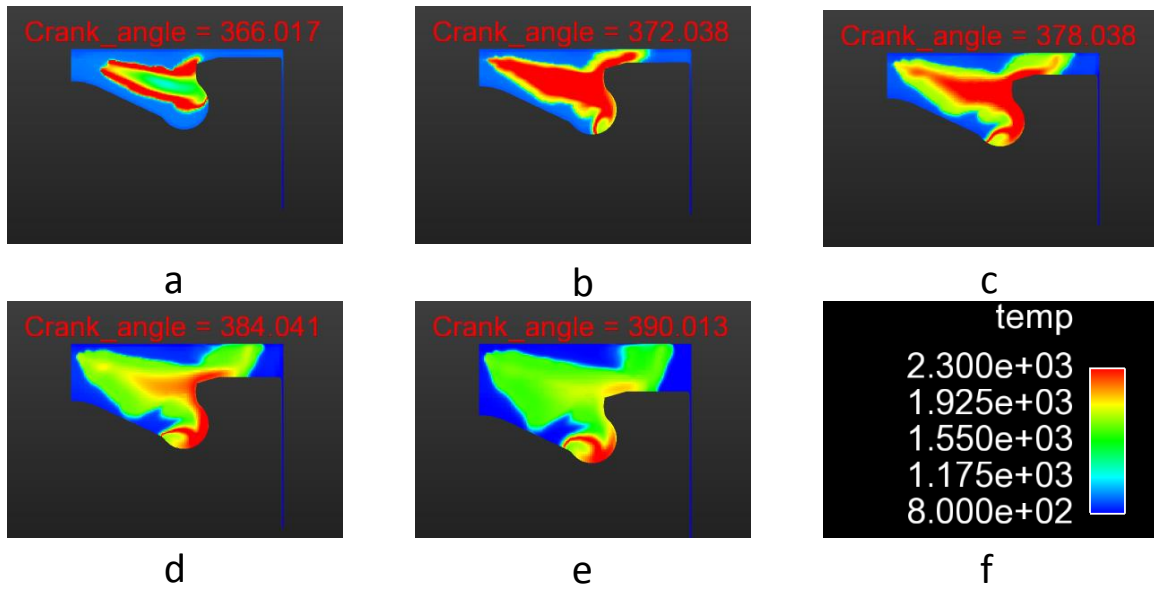 Crank_angle = 366.017
Crank_angle = 372.038
Crank_angle = 378.038
a
b
c
Crank_angle = 384.041
Crank_angle = 390.013
temp
2.300e+03
1.925e+03
1.550e+03
1.175e+03
8.000e+02
d
e
f